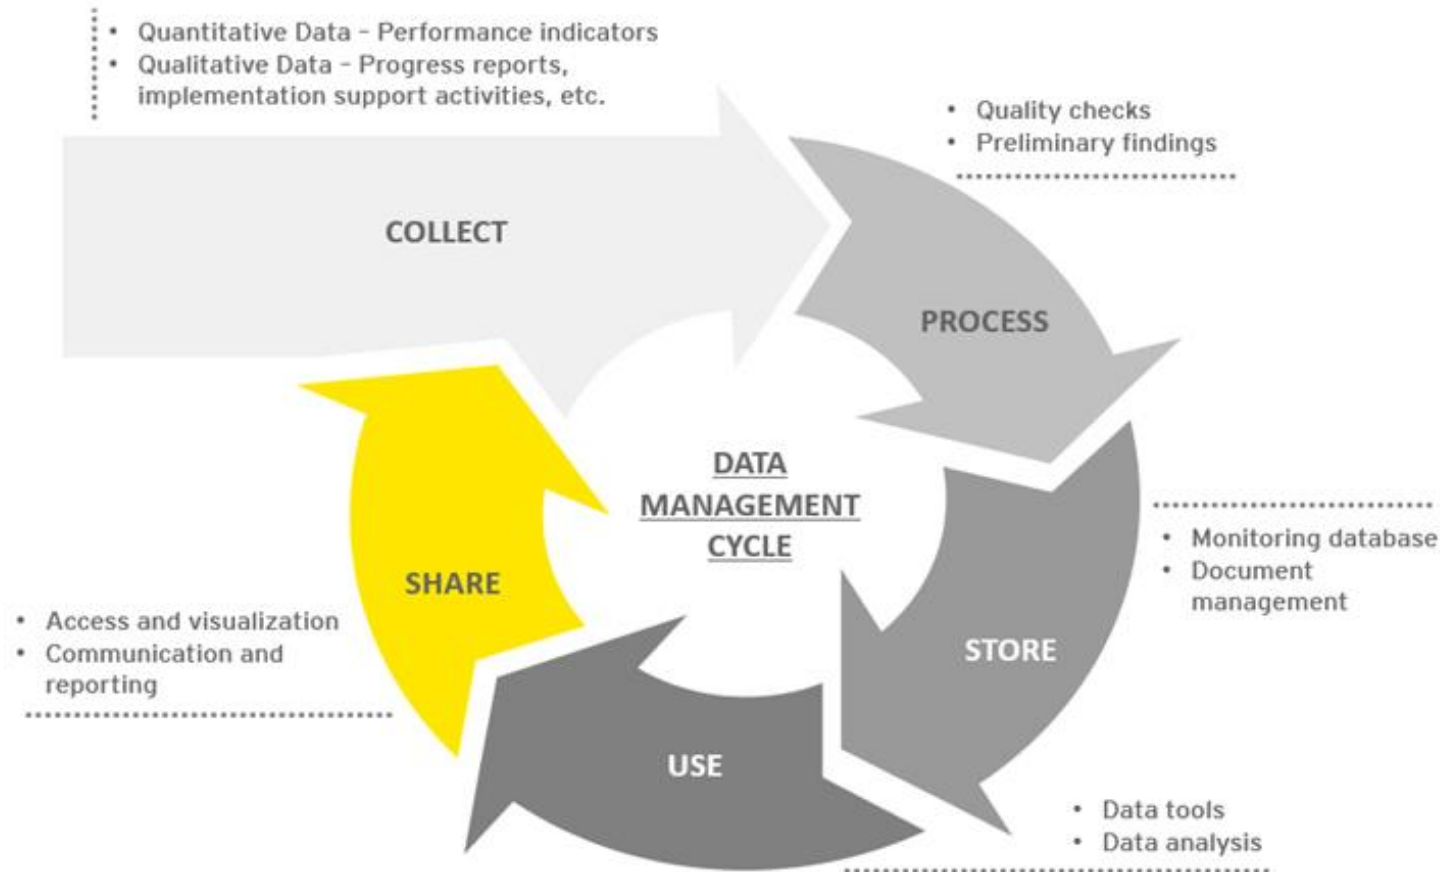 • Quantitative Data – Performance indicators
• Qualitative Data – Progress reports,
implementation support activities, etc.
• Quality checks
• Preliminary findings
COLLECT
PROCESS
DATA
MANAGEMENT
CYCLE
• Monitoring database
• Document
management
SHARE
• Access and visualization
• Communication and
reporting
STORE
USE
• Data tools
• Data analysis